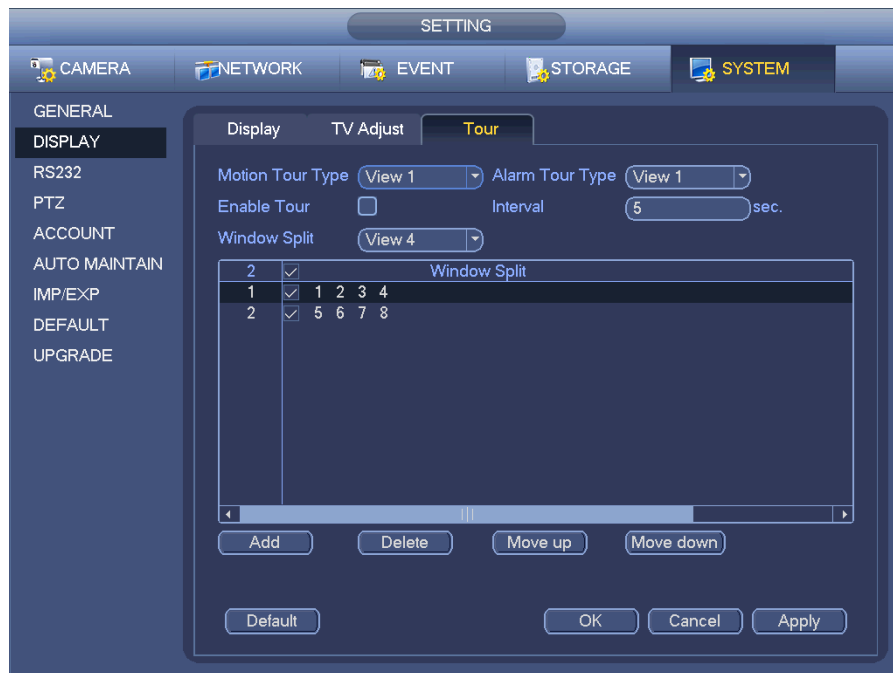 SETTING
CAMERA NETWORK EVENT STORAGE SYSTEM
GENERAL
DISPLAY
RS232
PTZ
ACCOUNT
AUTO MAINTAIN
IMP/EXP
DEFAULT
UPGRADE
Display TV Adjust Tour
Motion Tour Type View 1 Alarm Tour Type View 1
Enable Tour Interval 5 sec.
Window Split View 4
2 Window Split
1 1 2 3 4
2 5 6 7 8
Add Delete Move up Move down
Default OK Cancel Apply